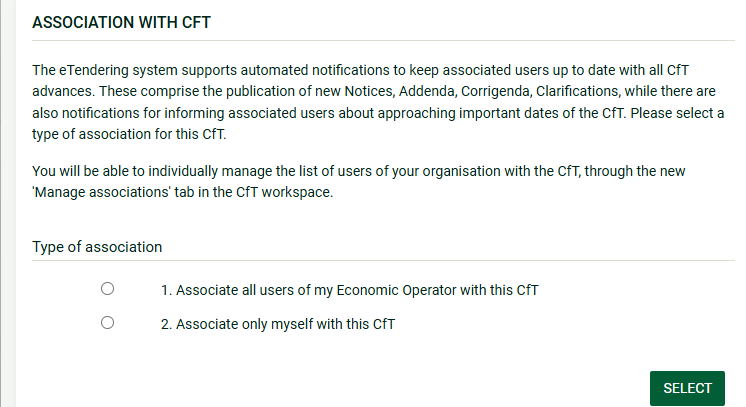 ASSOCIATION WITH CFT
The eTendering system supports automated notifications to keep associated users up to date with all CfT
advances. These comprise the publication of new Notices, Addenda, Corrigenda, Clarifications, while there are
also notifications for informing associated users about approaching important dates of the CfT. Please select a
type of association for this CfT.
You will be able to individually manage the list of users of your organisation with the CfT, through the new
'Manage associations' tab in the CfT workspace.
Type of association
1. Associate all users of my Economic Operator with this CfT
2. Associate only myself with this CfT
SELECT